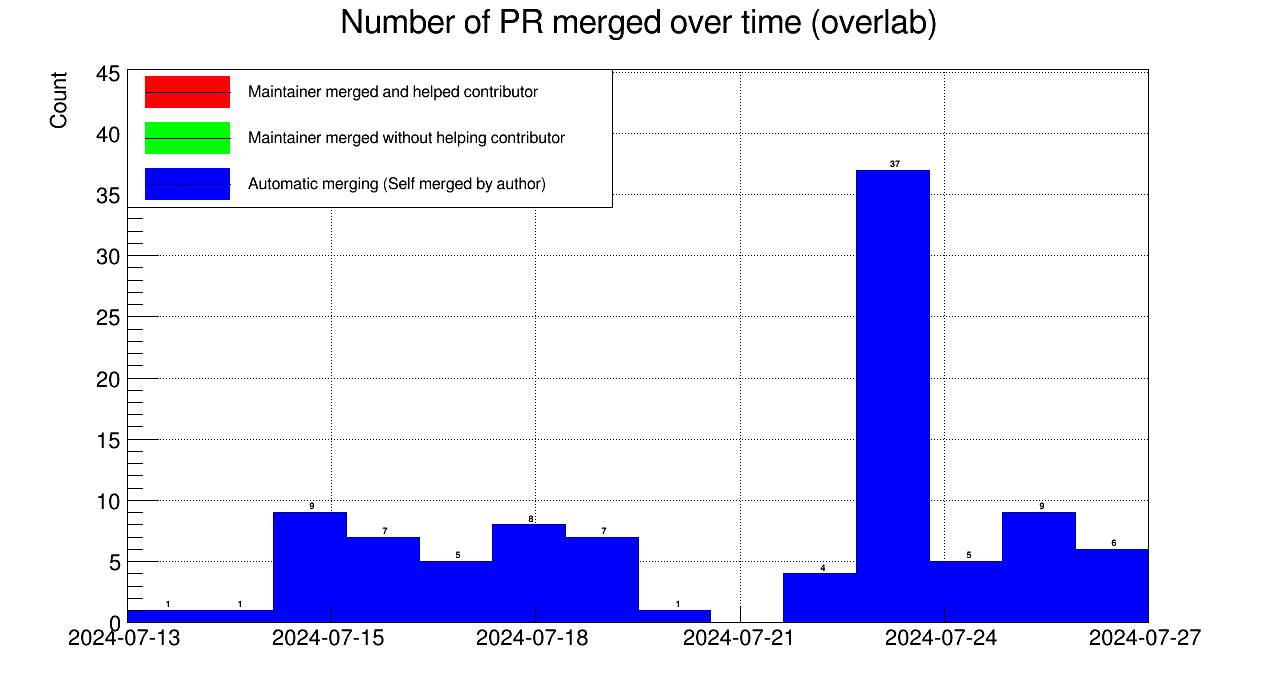 Number of PR merged over time (overlab)
Count
45
40
35
30
25
20
15
10
5
0
Maintainer merged and helped contributor
Maintainer merged without helping contributor
Automatic merging (Self merged by author)
1 1 9 7 5 8 7 1 4 37 5 9 6
2024-07-13 2024-07-15 2024-07-18 2024-07-21 2024-07-24 2024-07-27